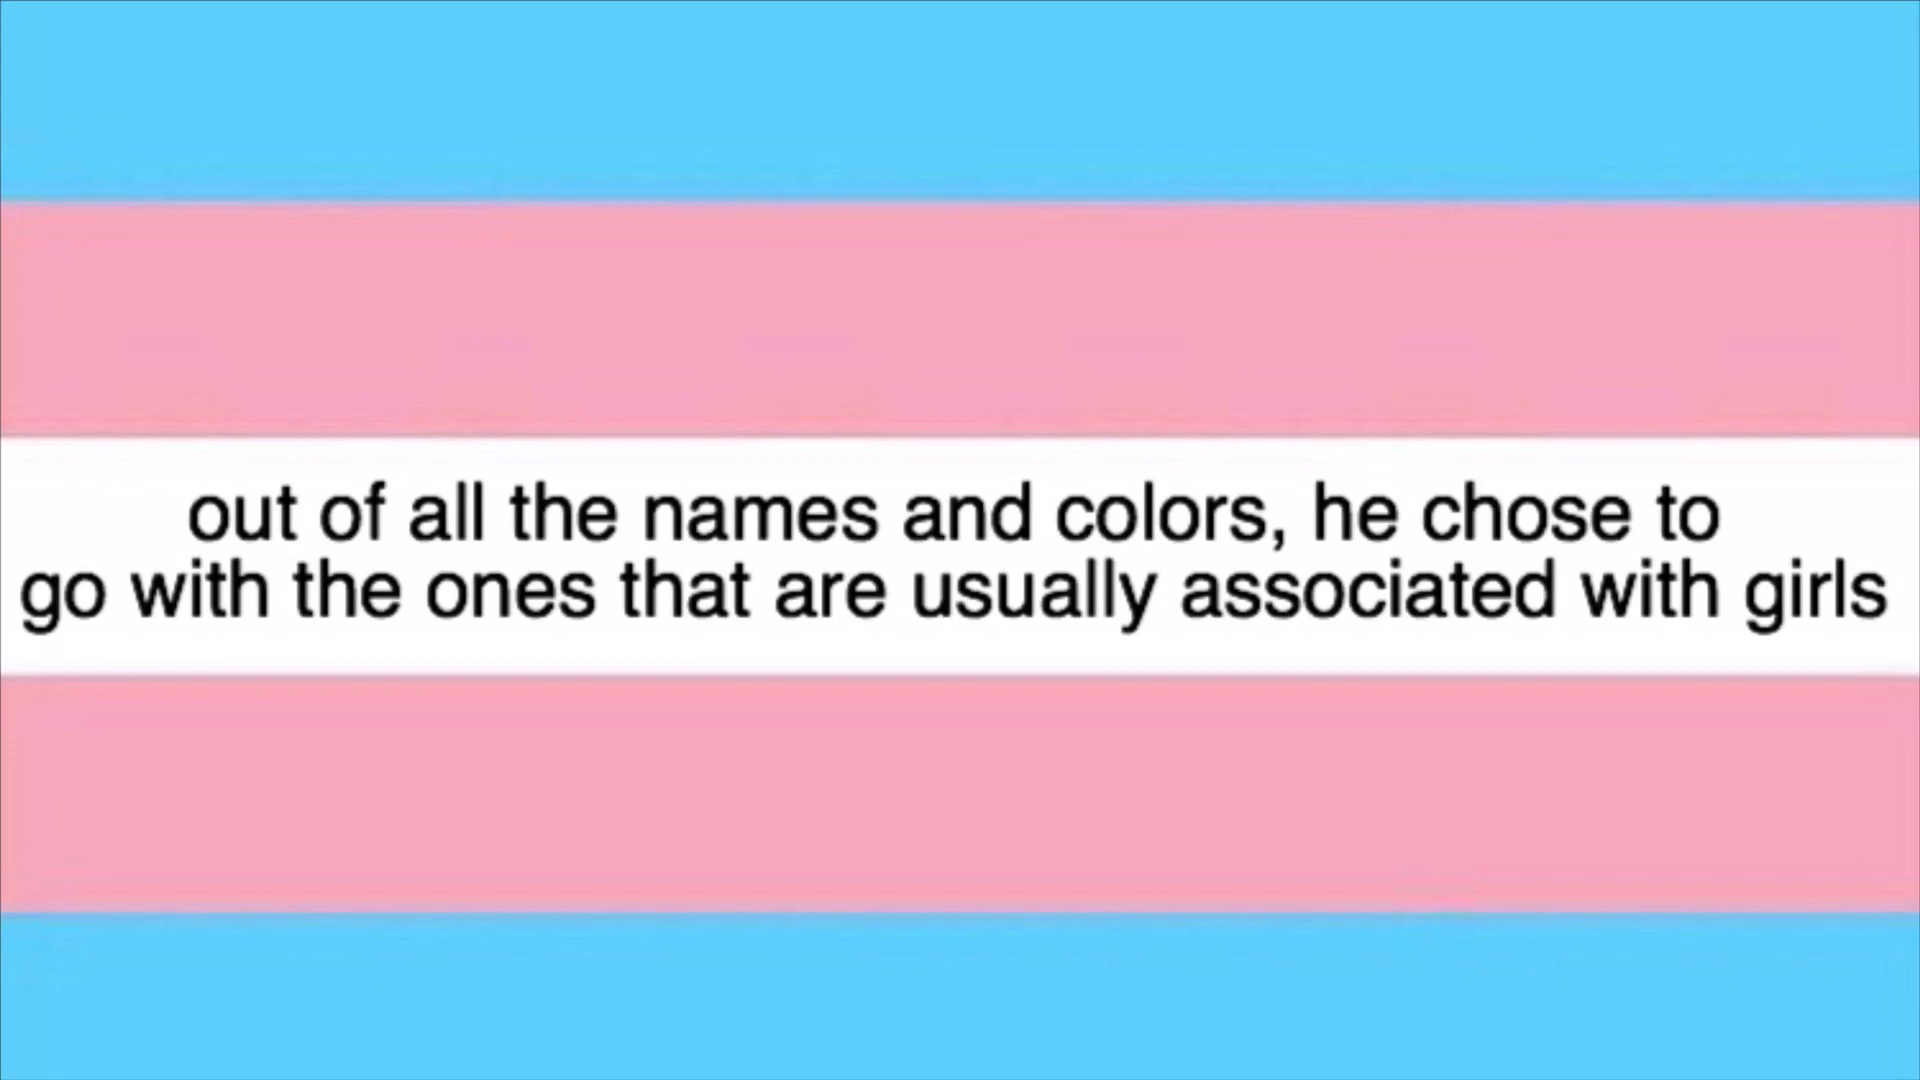 out of all the names and colors, he chose to
go with the ones that are usually associated with girls